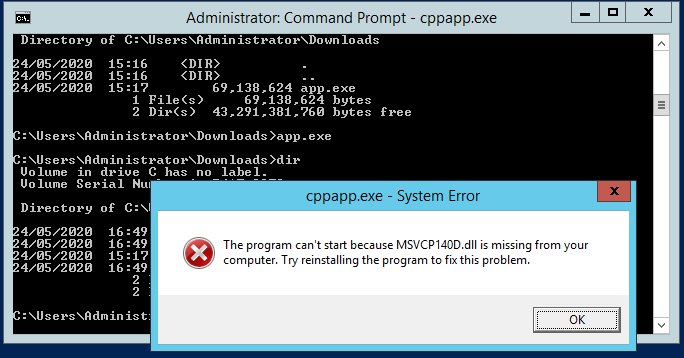 Administrator: Command Prompt - cppapp.exe
Directory of C:\Users\Administrator\Downloads
24/05/2020  15:16    <DIR>          .
24/05/2020  15:16    <DIR>          ..
24/05/2020  15:17        69,138,624 app.exe
1 File(s)     69,138,624 bytes
2 Dir(s)  43,291,381,760 bytes free
C:\Users\Administrator\Downloads>app.exe
C:\Users\Administrator\Downloads>dir
Volume in drive C has no label.
Volume Serial
Directory of C:\
24/05/2020  16:49
24/05/2020  16:49
24/05/2020  15:17
24/05/2020  16:49
2
2
C:\Users\Administ
cppapp.exe - System Error
The program can't start because MSVCP140D.dll is missing from your
computer. Try reinstalling the program to fix this problem.
OK